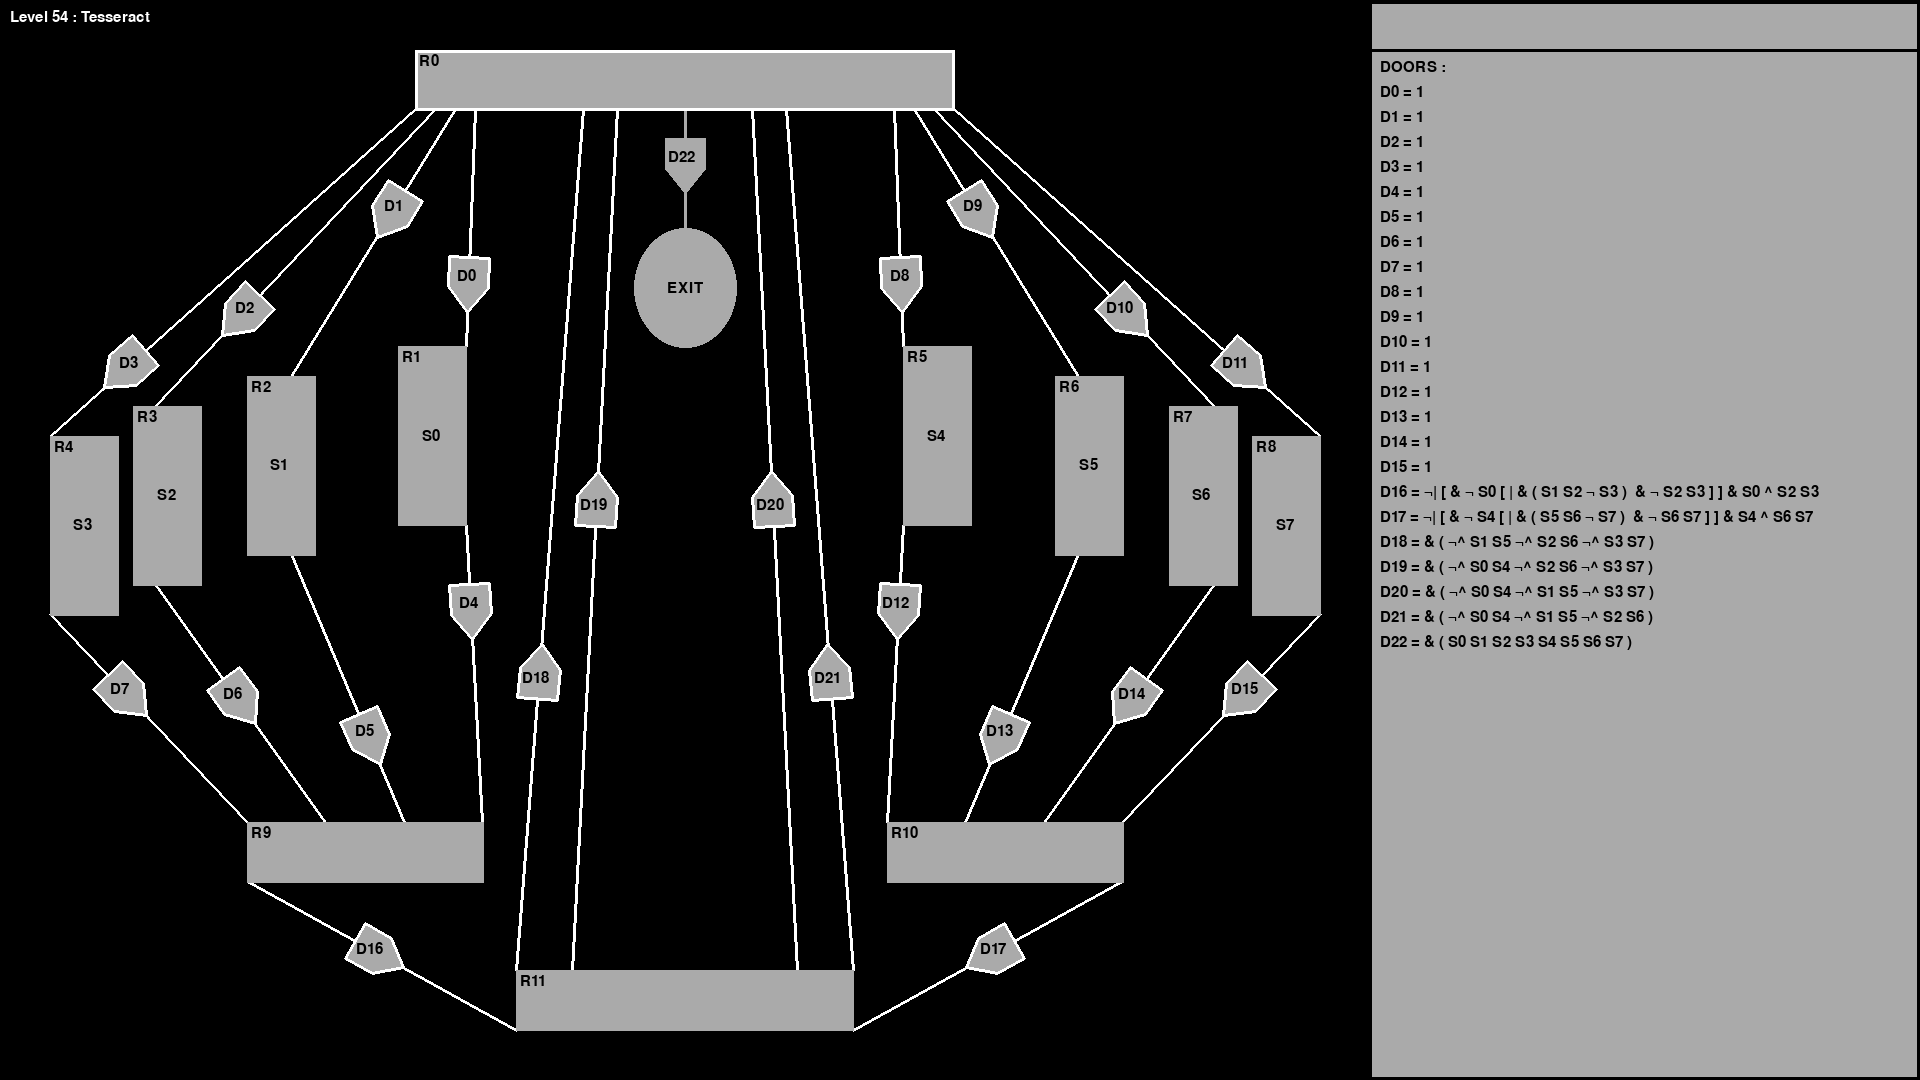 Level 54 : Tesseract
R0
D22
EXIT
D1
D9
D0
D8
D2
D10
D3
D11
R1
S0
R5
S4
R2
S1
R6
S5
R3
S2
R7
S6
R4
S3
R8
S7
D19
D20
D4
D12
D18
D21
D7
D6
D14
D15
D5
D13
R9
R10
D16
D17
R11
DOORS :
D0 = 1
D1 = 1
D2 = 1
D3 = 1
D4 = 1
D5 = 1
D6 = 1
D7 = 1
D8 = 1
D9 = 1
D10 = 1
D11 = 1
D12 = 1
D13 = 1
D14 = 1
D15 = 1
D16 = ¬| [ & ¬ S0 [ | & ( S1 S2 ¬ S3 ) & ¬ S2 S3 ] ] & S0 ^ S2 S3
D17 = ¬| [ & ¬ S4 [ | & ( S5 S6 ¬ S7 ) & ¬ S6 S7 ] ] & S4 ^ S6 S7
D18 = & ( ¬^ S1 S5 ¬^ S2 S6 ¬^ S3 S7 )
D19 = & ( ¬^ S0 S4 ¬^ S2 S6 ¬^ S3 S7 )
D20 = & ( ¬^ S0 S4 ¬^ S1 S5 ¬^ S3 S7 )
D21 = & ( ¬^ S0 S4 ¬^ S1 S5 ¬^ S2 S6 )
D22 = & ( S0 S1 S2 S3 S4 S5 S6 S7 )